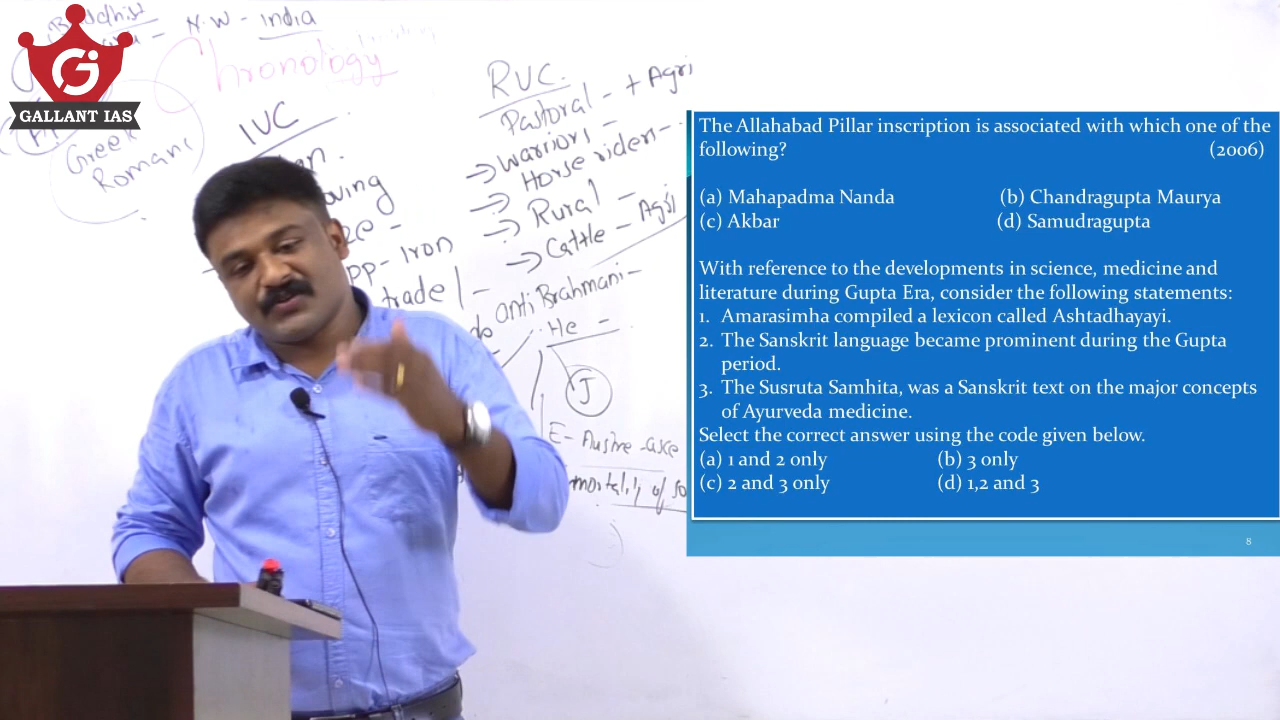 Buddhist
N.W - India
Chronology
GALLANT IAS
Greek
Romans
IVC
RVC.
Pastoral - + Agri
→ Warriors -
→ Horse riders -
→ Rural -
→ Cattle - Agri
Iron
trade | -
anti Brahmani -
He -
J
The Allahabad Pillar inscription is associated with which one of the
following? (2006)
(a) Mahapadma Nanda (b) Chandragupta Maurya
(c) Akbar (d) Samudragupta
With reference to the developments in science, medicine and
literature during Gupta Era, consider the following statements:
1. Amarasimha compiled a lexicon called Ashtadhayayi.
2. The Sanskrit language became prominent during the Gupta
period.
3. The Susruta Samhita, was a Sanskrit text on the major concepts
of Ayurveda medicine.
Select the correct answer using the code given below.
(a) 1 and 2 only (b) 3 only
(c) 2 and 3 only (d) 1,2 and 3
8